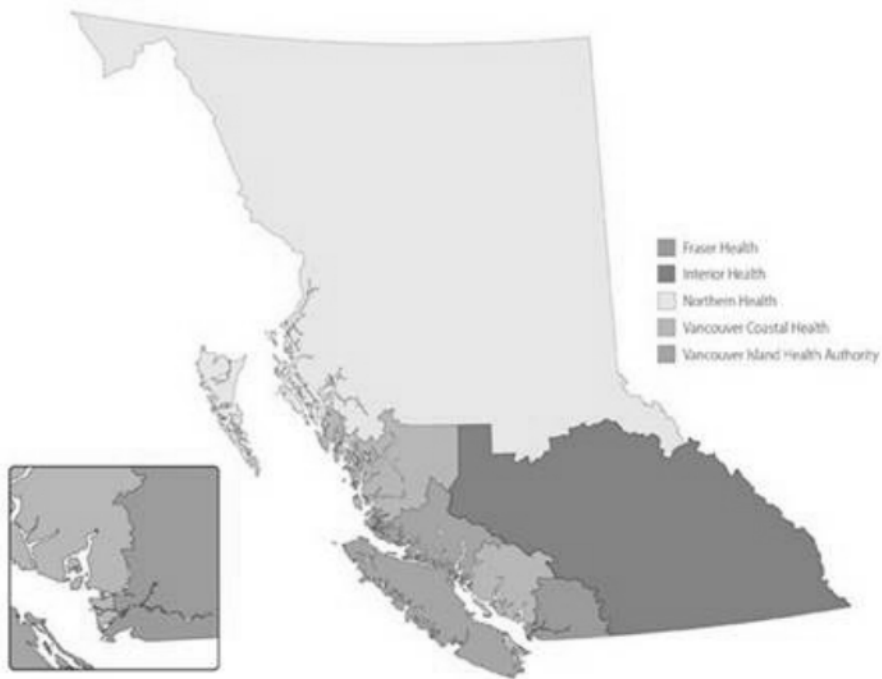 Fraser Health
Interior Health
Northern Health
Vancouver Coastal Health
Vancouver Island Health Authority